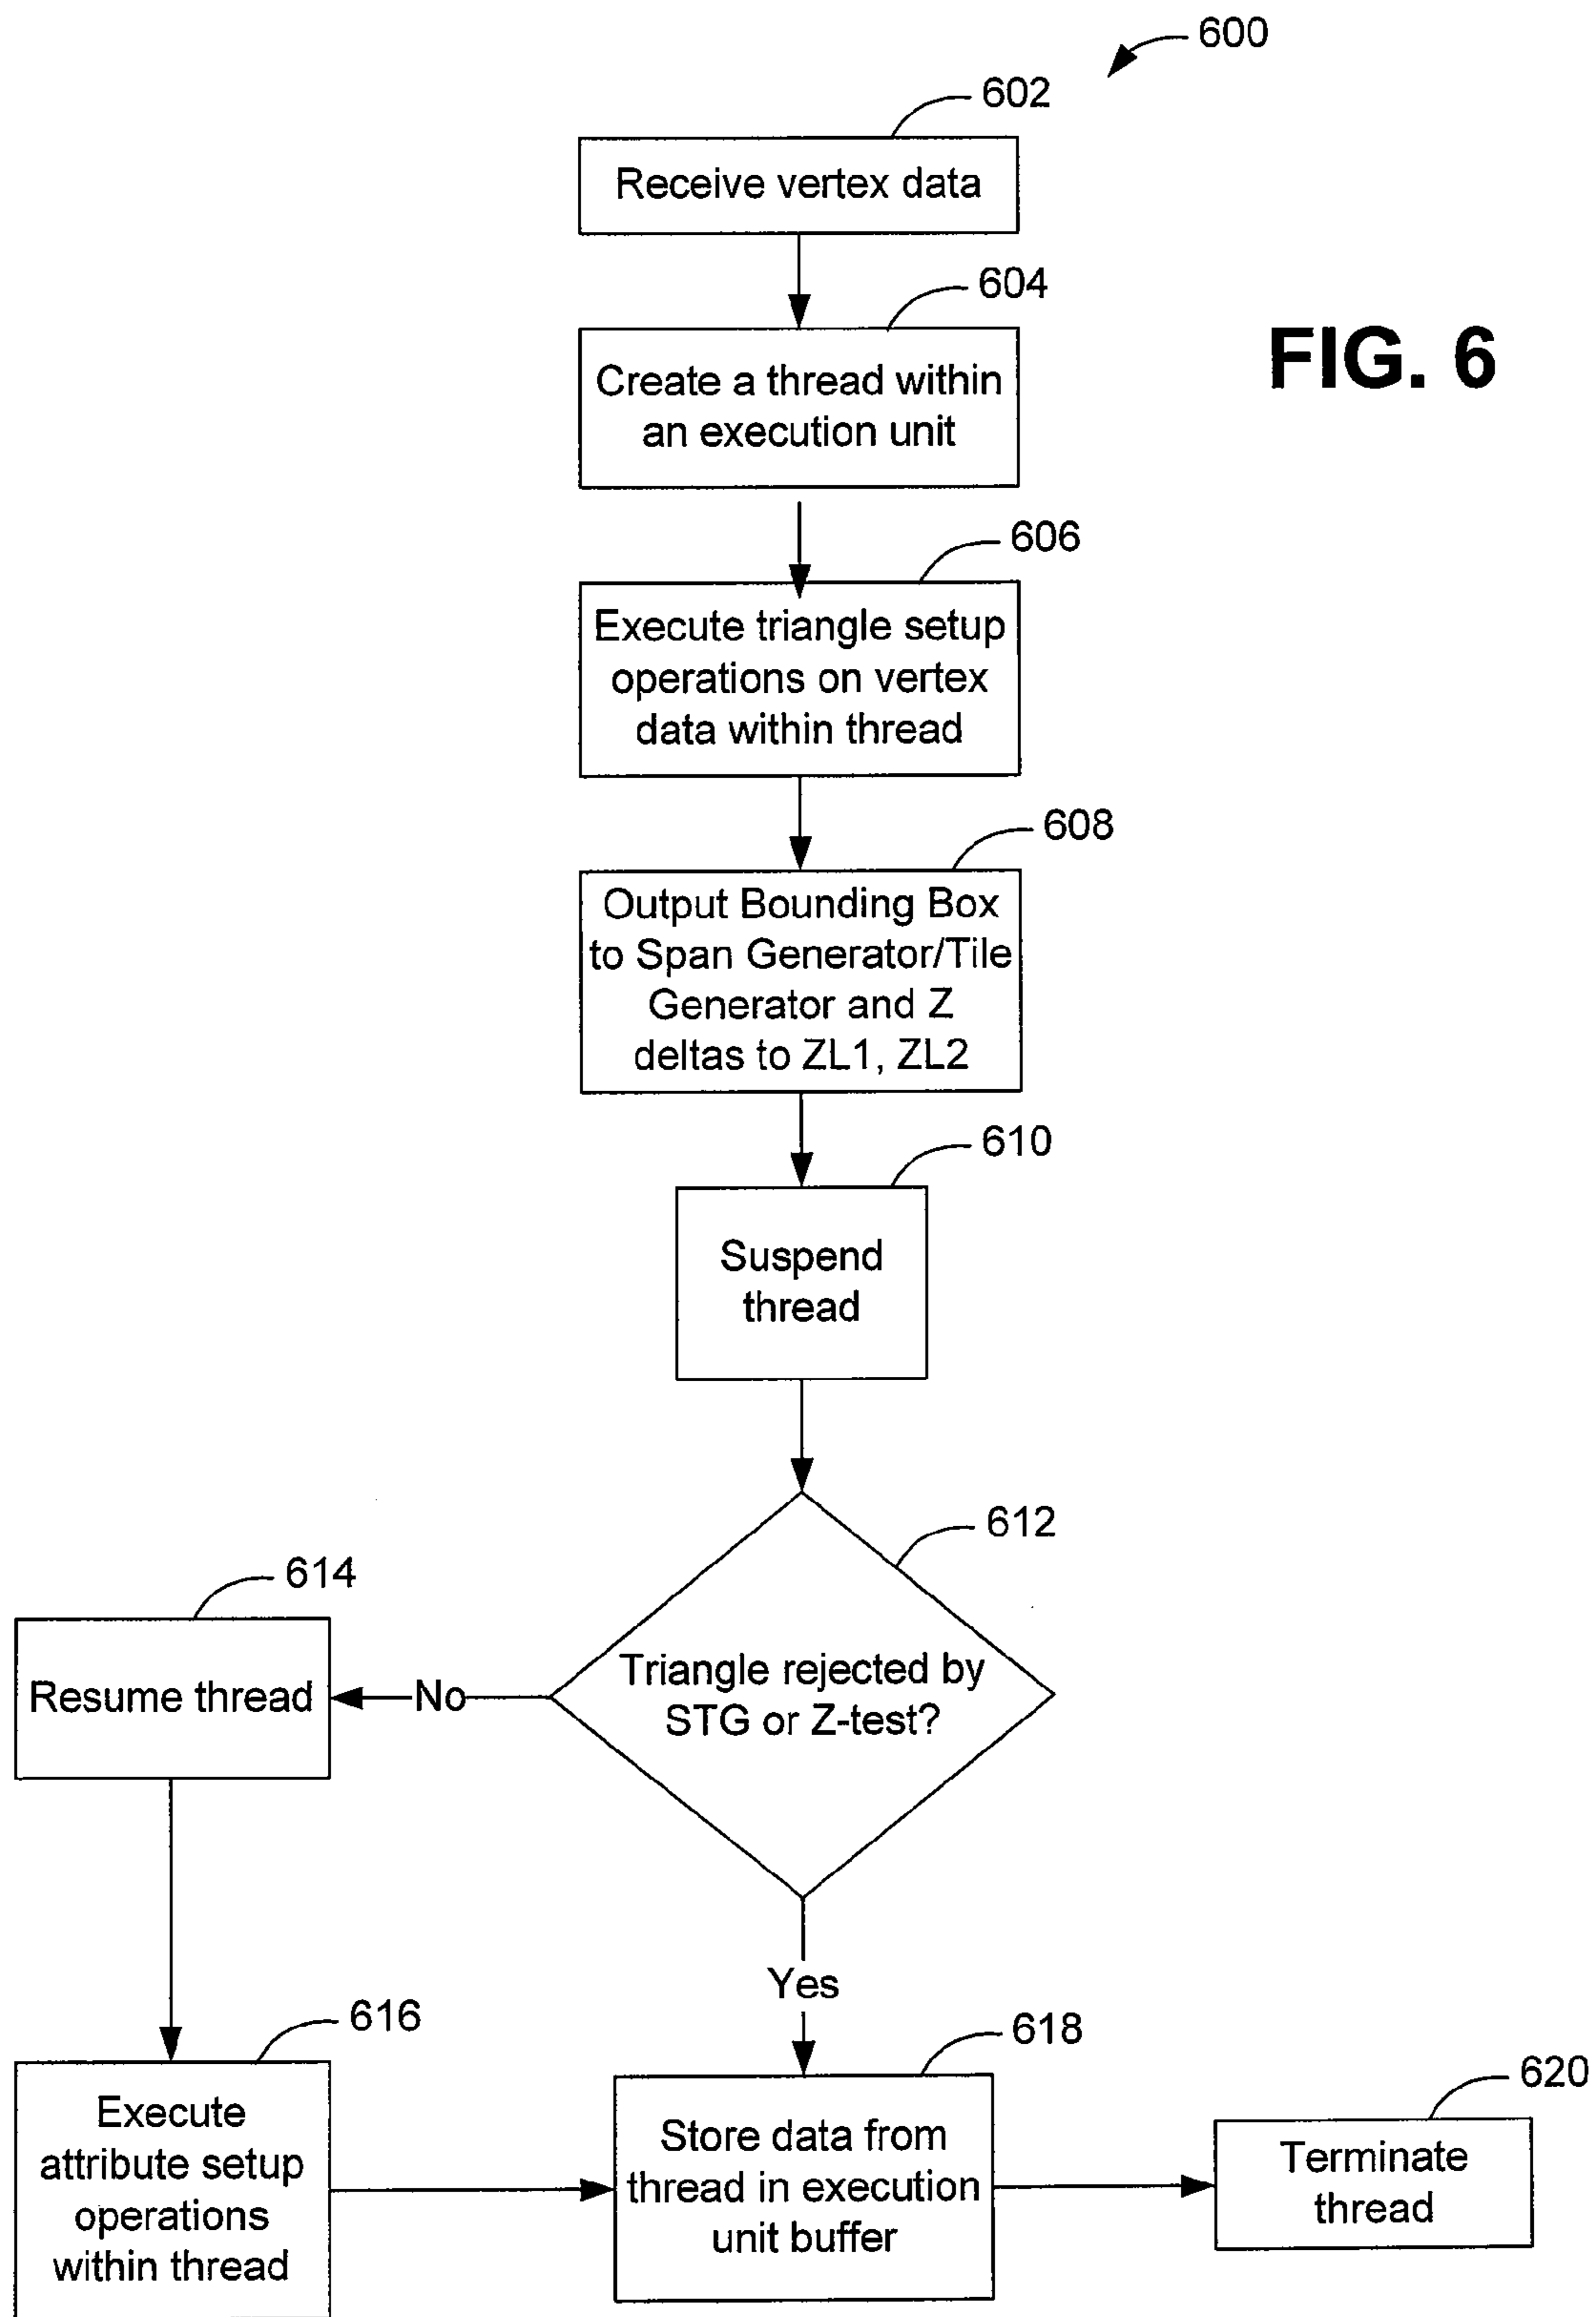 600
602
Receive vertex data
604
Create a thread within
an execution unit
FIG. 6
606
Execute triangle setup
operations on vertex
data within thread
608
Output Bounding Box
to Span Generator/Tile
Generator and Z
deltas to ZL1, ZL2
610
Suspend
thread
612
Triangle rejected by
STG or Z-test?
614
Resume thread
No
Yes
616
Execute
attribute setup
operations
within thread
618
Store data from
thread in execution
unit buffer
620
Terminate
thread